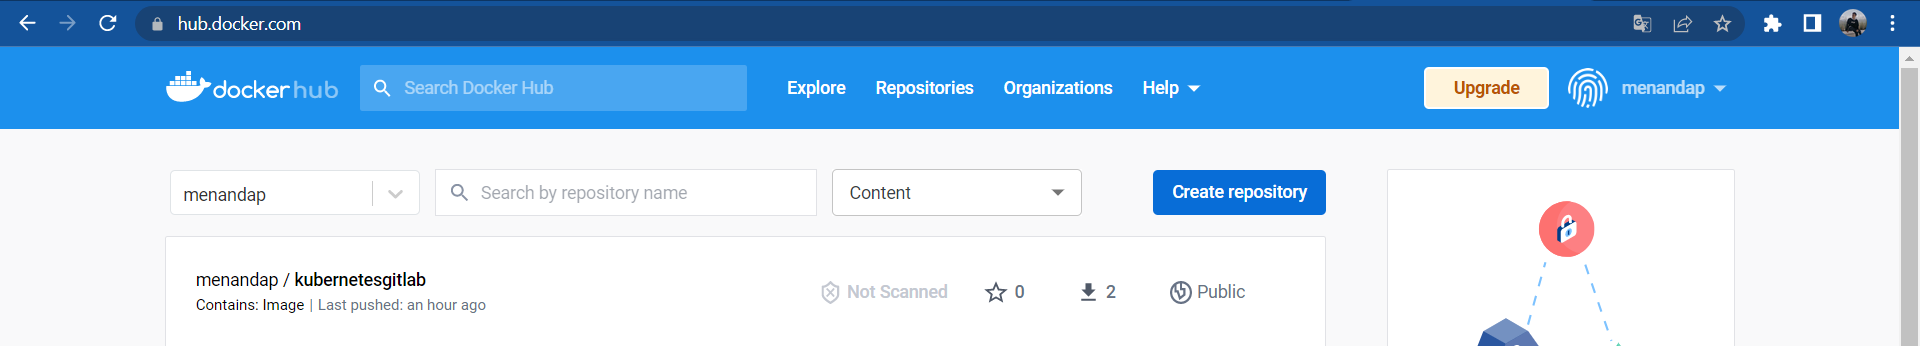 hub.docker.com
docker hub
Search Docker Hub
Explore
Repositories
Organizations
Help
Upgrade
menandap
menandap
Search by repository name
Content
Create repository
menandap / kubernetesgitlab
Not Scanned
0
2
Public
Contains: Image | Last pushed: an hour ago